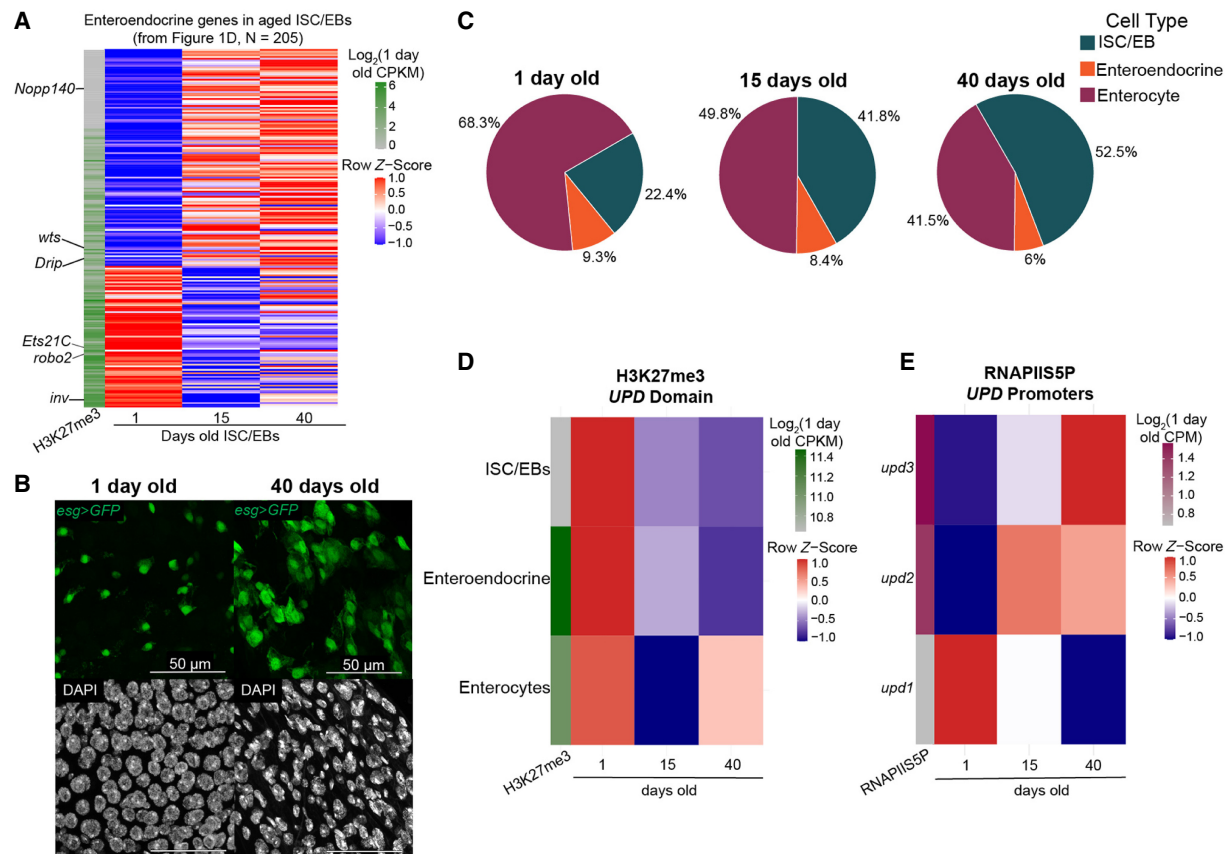 A
Enteroendocrine genes in aged ISC/EBs
(from Figure 1D, N = 205)
Log2(1 day
old CPKM)
6
4
2
0
Row Z−Score
1.0
0.5
0.0
−0.5
−1.0
Nopp140
wts
Drip
Ets21C
robo2
inv
H3K27me3
1
15
40
Days old ISC/EBs
B
1 day old
40 days old
esg>GFP
esg>GFP
50 µm
50 µm
DAPI
DAPI
C
Cell Type
ISC/EB
Enteroendocrine
Enterocyte
1 day old
68.3%
22.4%
9.3%
15 days old
49.8%
41.8%
8.4%
40 days old
52.5%
41.5%
6%
D
H3K27me3
UPD Domain
Log2(1 day
old CPKM)
11.4
11.2
11.0
10.8
Row Z−Score
1.0
0.5
0.0
−0.5
−1.0
ISC/EBs
Enteroendocrine
Enterocytes
H3K27me3
1
15
40
days old
E
RNAPIIS5P
UPD Promoters
Log2(1 day
old CPM)
1.4
1.2
1.0
0.8
Row Z−Score
1.0
0.5
0.0
−0.5
−1.0
upd3
upd2
upd1
RNAPIIS5P
1
15
40
days old